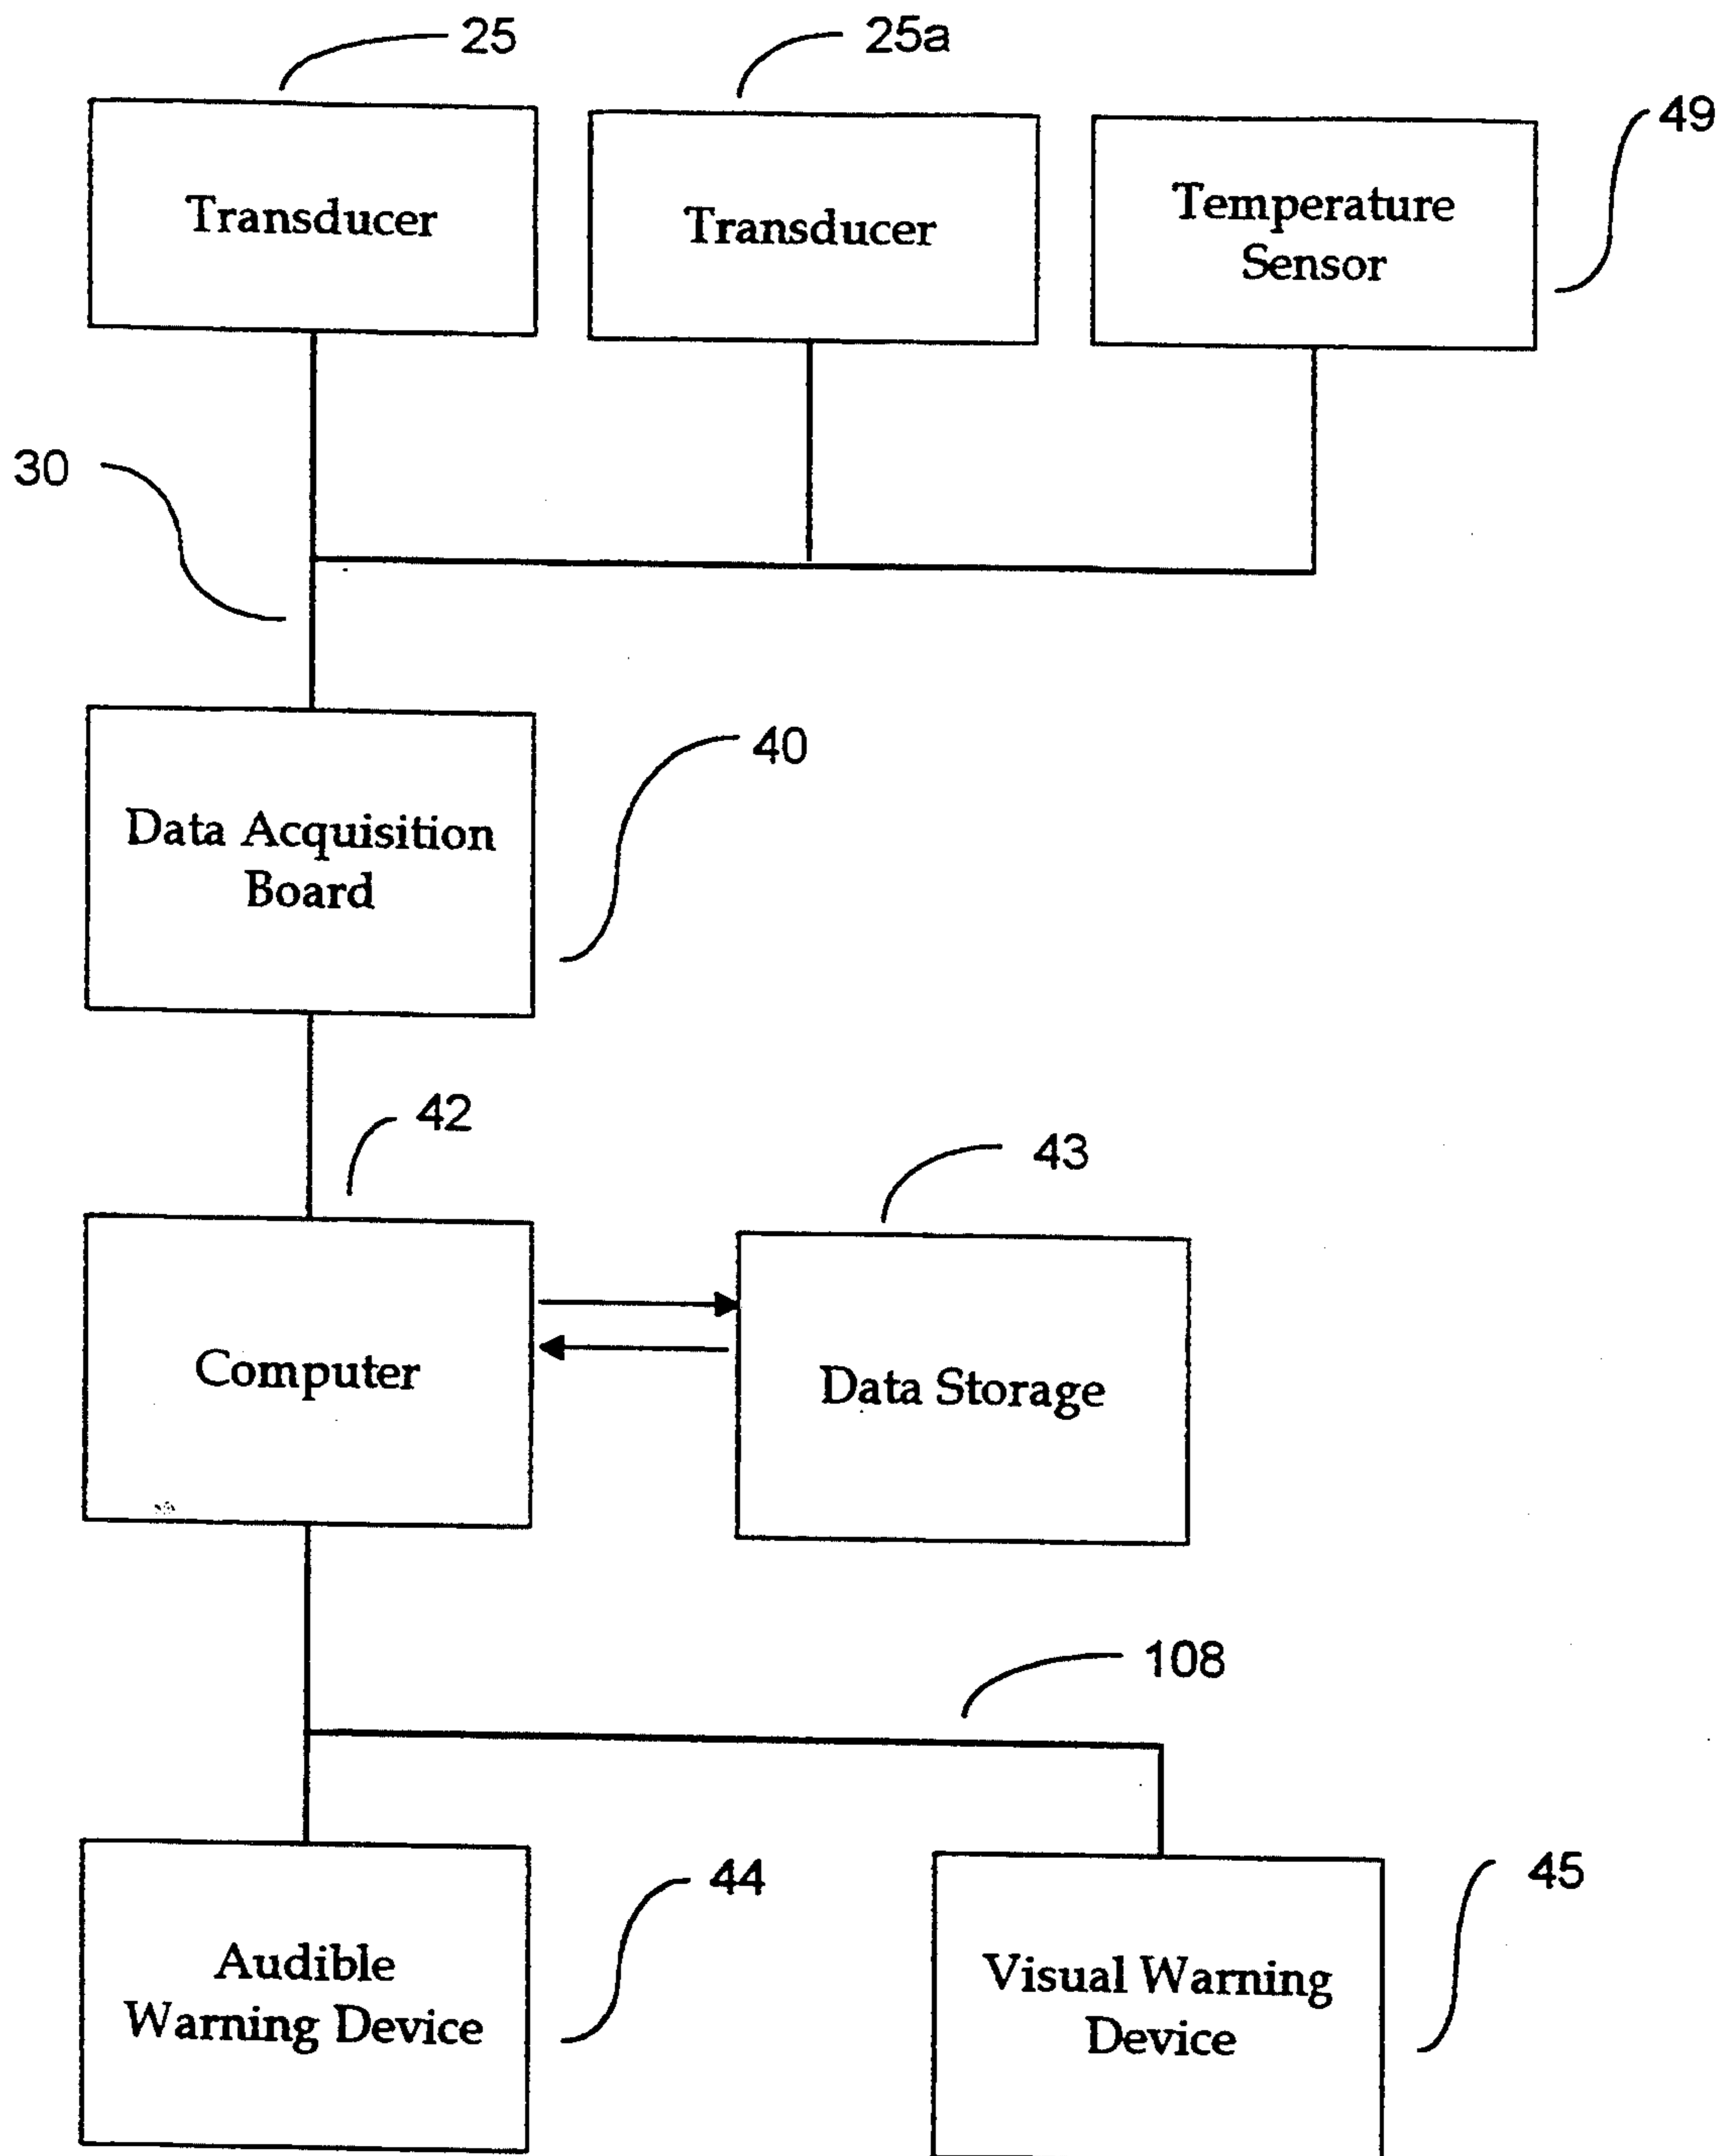 25
25a
49
Transducer
Transducer
Temperature
Sensor
30
40
Data Acquisition
Board
42
43
Computer
Data Storage
108
44
45
Audible
Warning Device
Visual Warning
Device